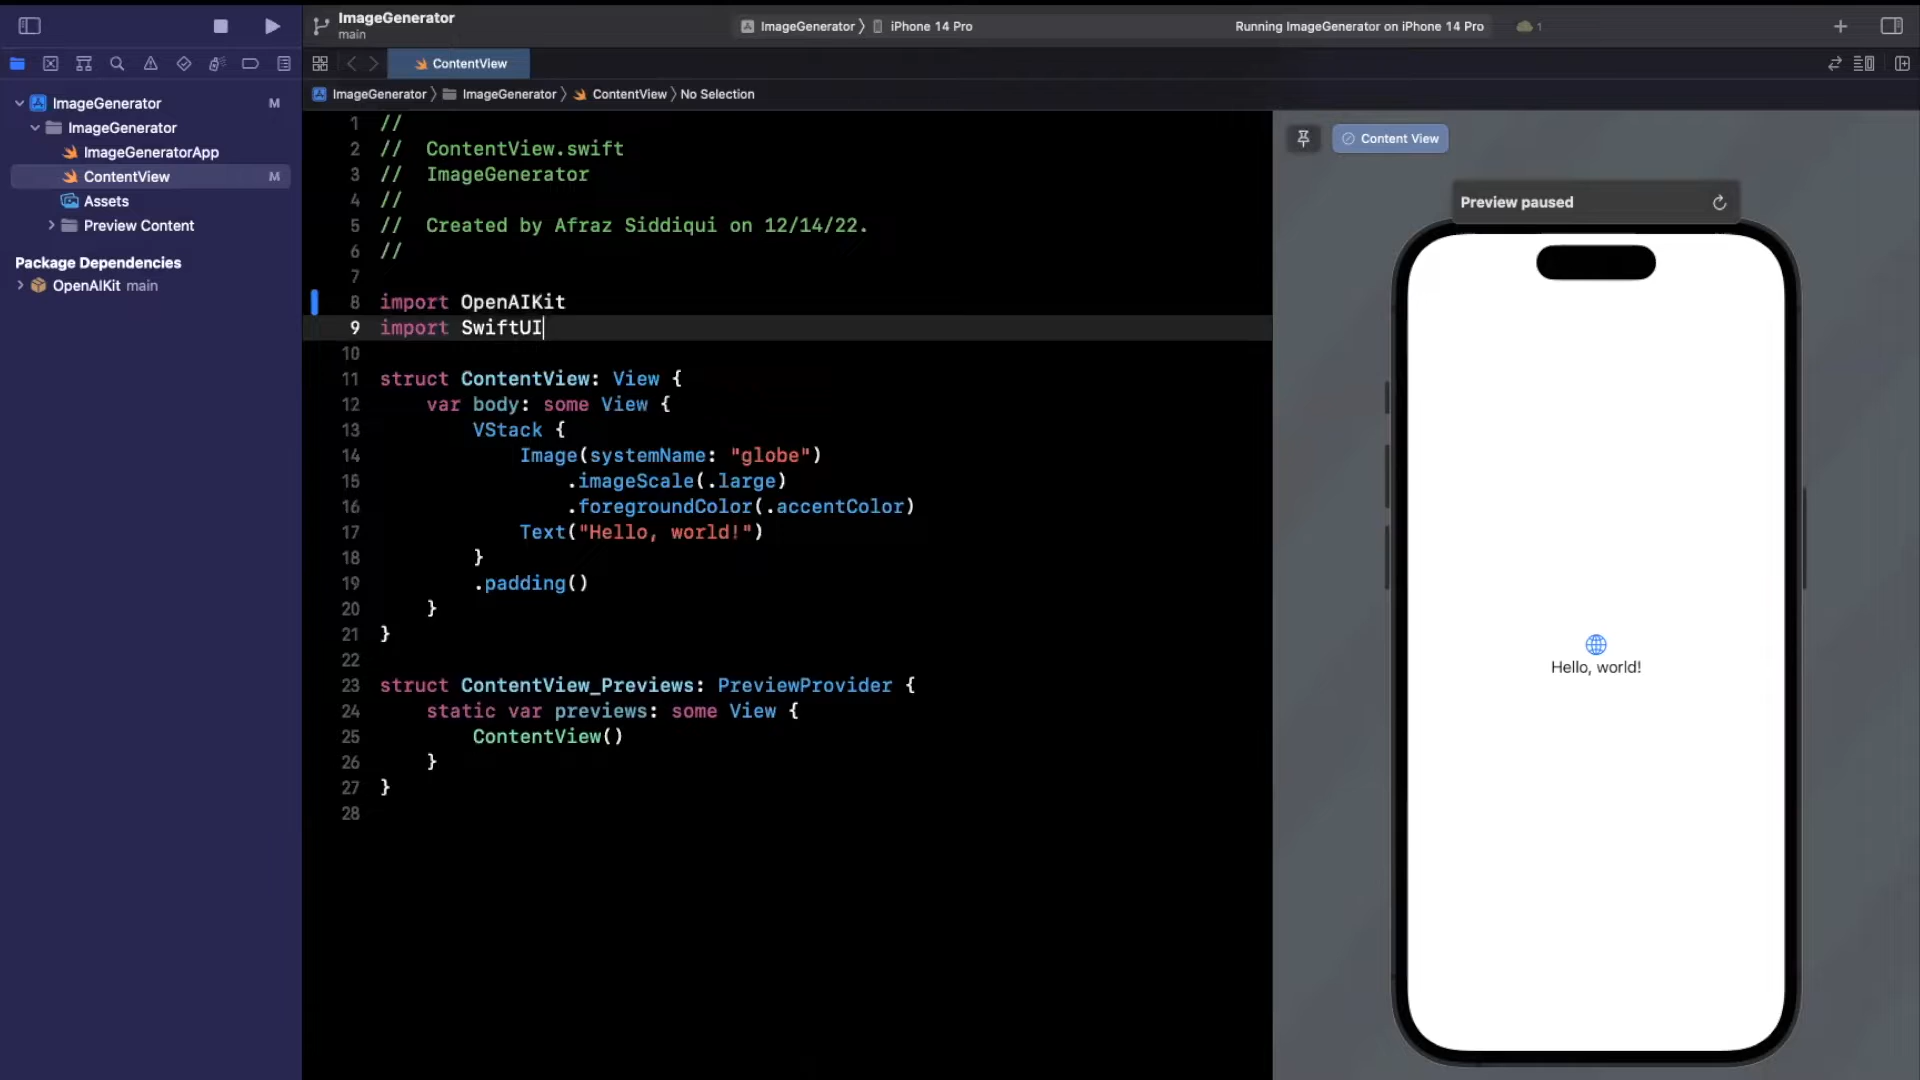 ImageGenerator
main
ImageGenerator
iPhone 14 Pro
Running ImageGenerator on iPhone 14 Pro
1
ContentView
ImageGenerator
ImageGenerator
ContentView
No Selection
ImageGenerator M
ImageGenerator
ImageGeneratorApp
ContentView M
Assets
Preview Content
Package Dependencies
OpenAIKit main
1 //
2 //  ContentView.swift
3 //  ImageGenerator
4 //
5 //  Created by Afraz Siddiqui on 12/14/22.
6 //
7
8 import OpenAIKit
9 import SwiftUI
10
11 struct ContentView: View {
12     var body: some View {
13         VStack {
14             Image(systemName: "globe")
15                 .imageScale(.large)
16                 .foregroundColor(.accentColor)
17             Text("Hello, world!")
18         }
19         .padding()
20     }
21 }
22
23 struct ContentView_Previews: PreviewProvider {
24     static var previews: some View {
25         ContentView()
26     }
27 }
28
Content View
Preview paused
Hello, world!